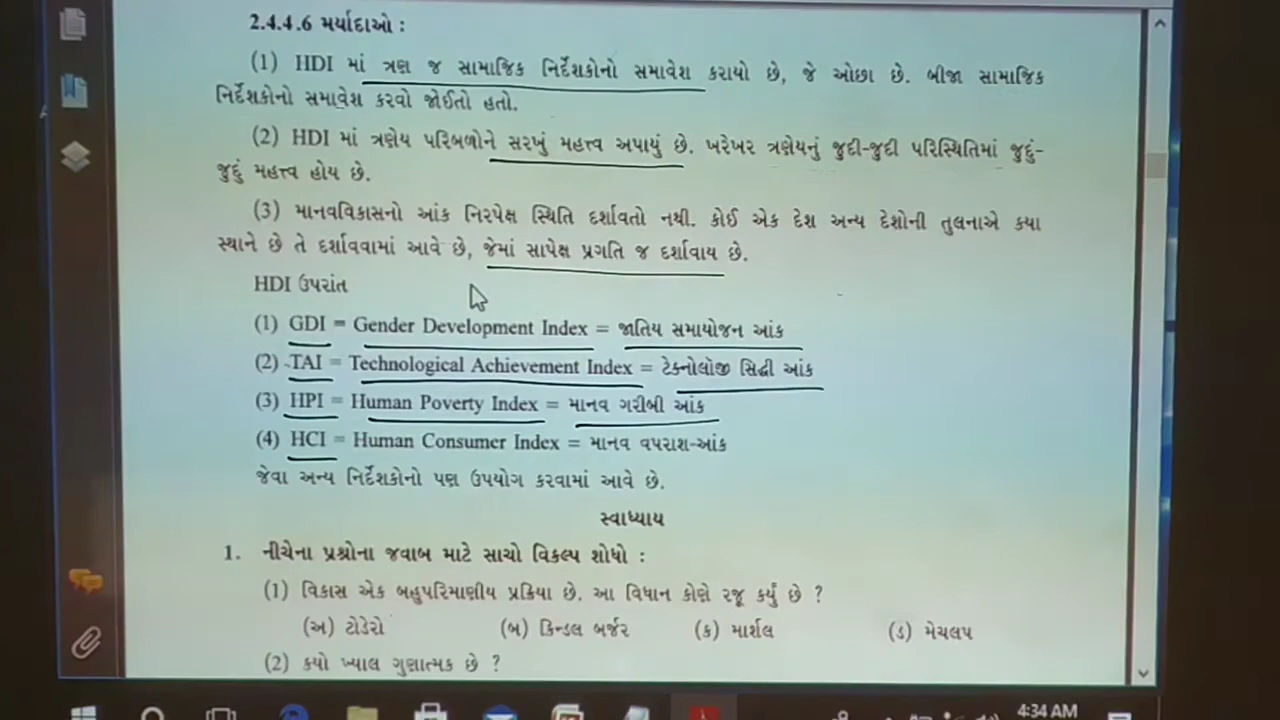 2.4.4.6 મર્યાદાઓ :
(1) HDI માં ત્રણ જ સામાજિક નિર્દેશકોનો સમાવેશ કરાયો છે, જે ઓછા છે. બીજા સામાજિક
નિર્દેશકોનો સમાવેશ કરવો જોઈતો હતો.
(2) HDI માં ત્રણેય પરિબળોને સરખું મહત્ત્વ અપાયું છે. ખરેખર ત્રણેયનું જુદી-જુદી પરિસ્થિતિમાં જુદું-
જુદું મહત્ત્વ હોય છે.
(3) માનવવિકાસનો આંક નિરપેક્ષ સ્થિતિ દર્શાવતો નથી. કોઈ એક દેશ અન્ય દેશોની તુલનાએ કયા
સ્થાને છે તે દર્શાવવામાં આવે છે, જેમાં સાપેક્ષ પ્રગતિ જ દર્શાવાય છે.
HDI ઉપરાંત
(1) GDI = Gender Development Index = જાતિય સમાયોજન આંક
(2) TAI = Technological Achievement Index = ટેક્નોલૉજી સિદ્ધી આંક
(3) HPI = Human Poverty Index = માનવ ગરીબી આંક
(4) HCI = Human Consumer Index = માનવ વપરાશ-આંક
જેવા અન્ય નિર્દેશકોનો પણ ઉપયોગ કરવામાં આવે છે.
સ્વાધ્યાય
1. નીચેના પ્રશ્નોના જવાબ માટે સાચો વિકલ્પ શોધો :
(1) વિકાસ એક બહુપરિમાણીય પ્રક્રિયા છે. આ વિધાન કોણે રજૂ કર્યું છે ?
(અ) ટોડેરો (બ) કિન્ડલ બર્જર (ક) માર્શલ (ડ) મેયલપ
(2) કયો ખ્યાલ ગુણાત્મક છે ?
4:34 AM